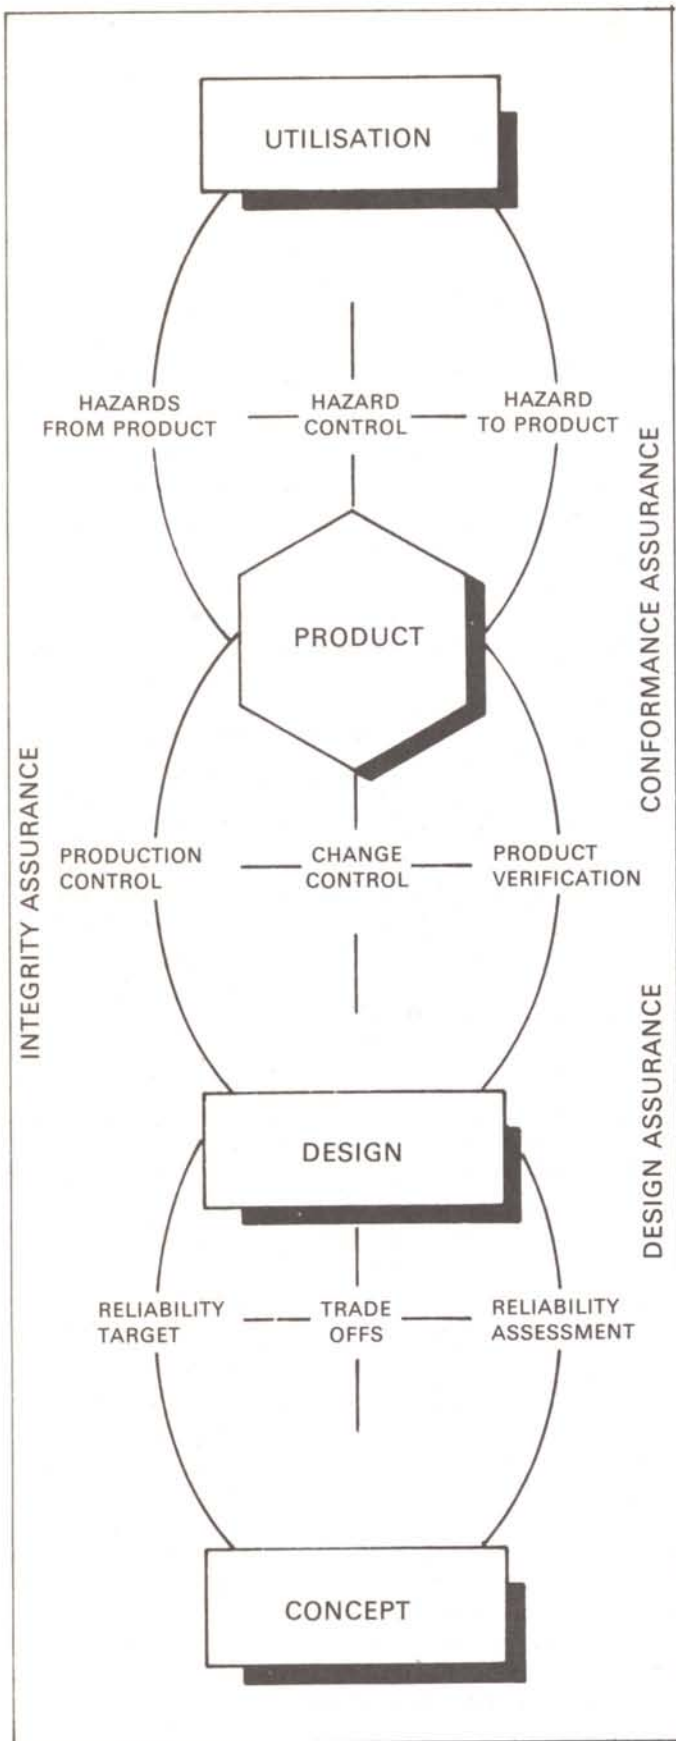 UTILISATION
HAZARDS
FROM PRODUCT
HAZARD
CONTROL
HAZARD
TO PRODUCT
CONFORMANCE ASSURANCE
PRODUCT
INTEGRITY ASSURANCE
PRODUCTION
CONTROL
CHANGE
CONTROL
PRODUCT
VERIFICATION
DESIGN ASSURANCE
DESIGN
RELIABILITY
TARGET
TRADE
OFFS
RELIABILITY
ASSESSMENT
CONCEPT